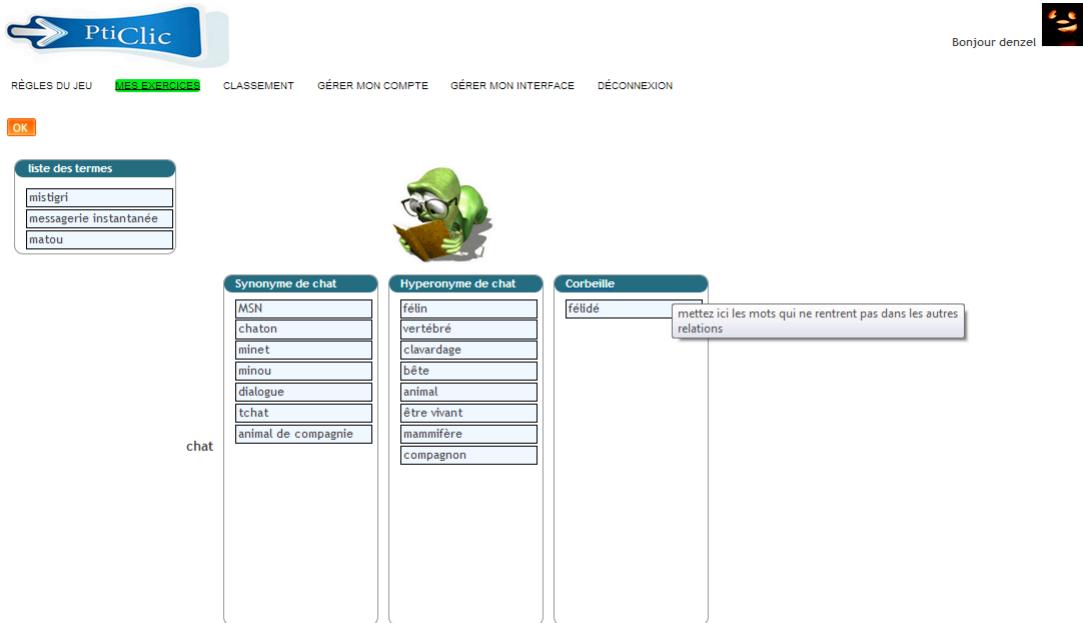 PtiClic
Bonjour denzel
RÈGLES DU JEU MES EXERCICES CLASSEMENT GÉRER MON COMPTE GÉRER MON INTERFACE DÉCONNEXION
OK
liste des termes
mistigri
messagerie instantanée
matou
chat
Synonyme de chat
MSN
chaton
minet
minou
dialogue
tchat
animal de compagnie
Hyperonyme de chat
félin
vertébré
clavardage
bête
animal
être vivant
mammifère
compagnon
Corbeille
félidé
mettez ici les mots qui ne rentrent pas dans les autres
relations